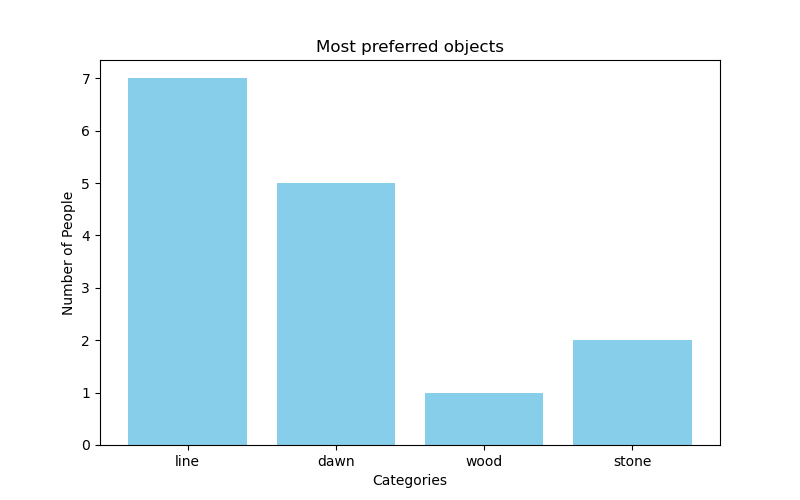 Most preferred objects
Number of People
7
6
5
4
3
2
1
0
line dawn wood stone
Categories